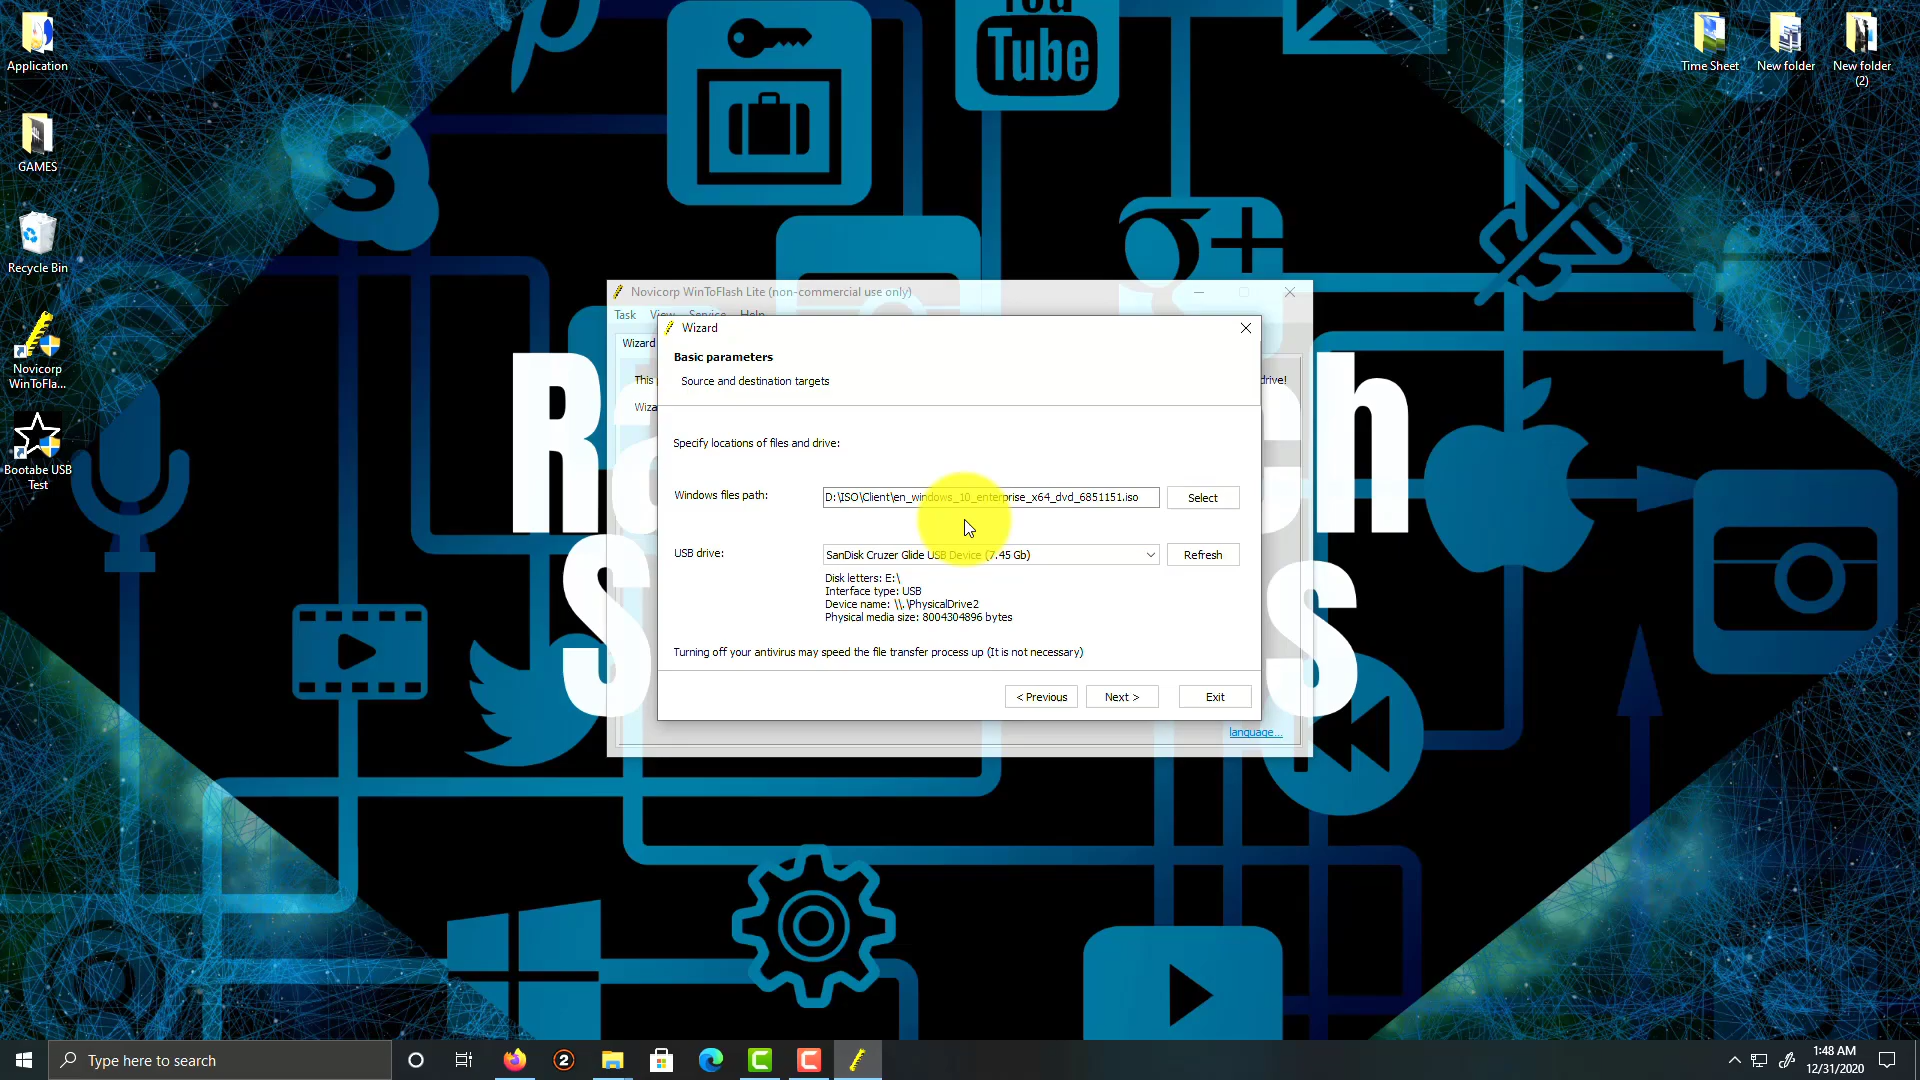 Application
GAMES
Recycle Bin
Novicorp
WinToFla...
Bootabe USB
Test
You
Tube
Time Sheet
New folder
New folder
(2)
Novicorp WinToFlash Lite (non-commercial use only)
Task View Service Help
Wizard
This
drive!
Wiza
Wizard
Basic parameters
Source and destination targets
Specify locations of files and drive:
Windows files path:
D:\ISO\Client\en_windows_10_enterprise_x64_dvd_6851151.iso
Select
USB drive:
SanDisk Cruzer Glide USB Device (7.45 Gb)
Refresh
Disk letters: E:\
Interface type: USB
Device name: \\.\PhysicalDrive2
Physical media size: 8004304896 bytes
Turning off your antivirus may speed the file transfer process up (It is not necessary)
< Previous
Next >
Exit
language...
Type here to search
1:48 AM
12/31/2020